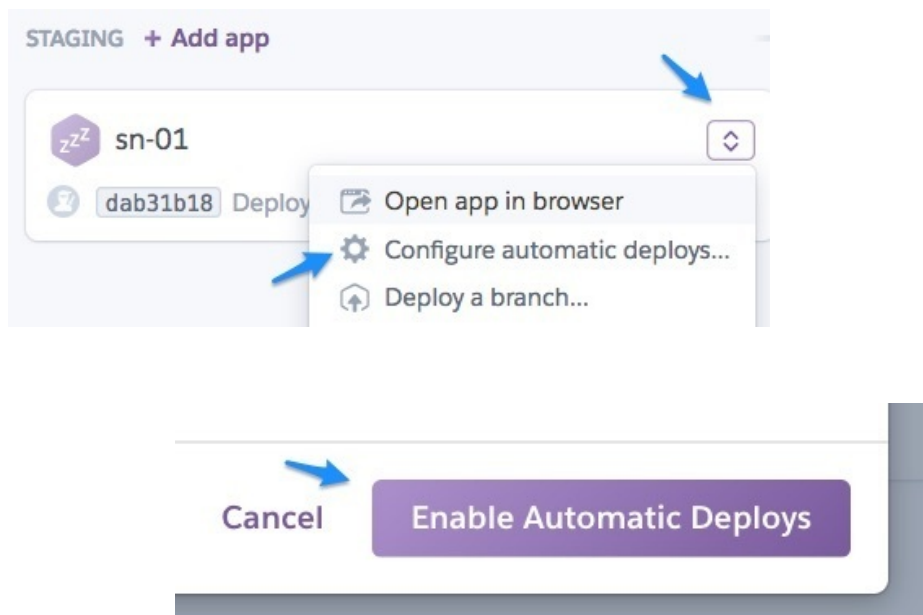 STAGING + Add app
zzZ sn-01
dab31b18 Deploy
Open app in browser
Configure automatic deploys...
Deploy a branch...
Cancel Enable Automatic Deploys